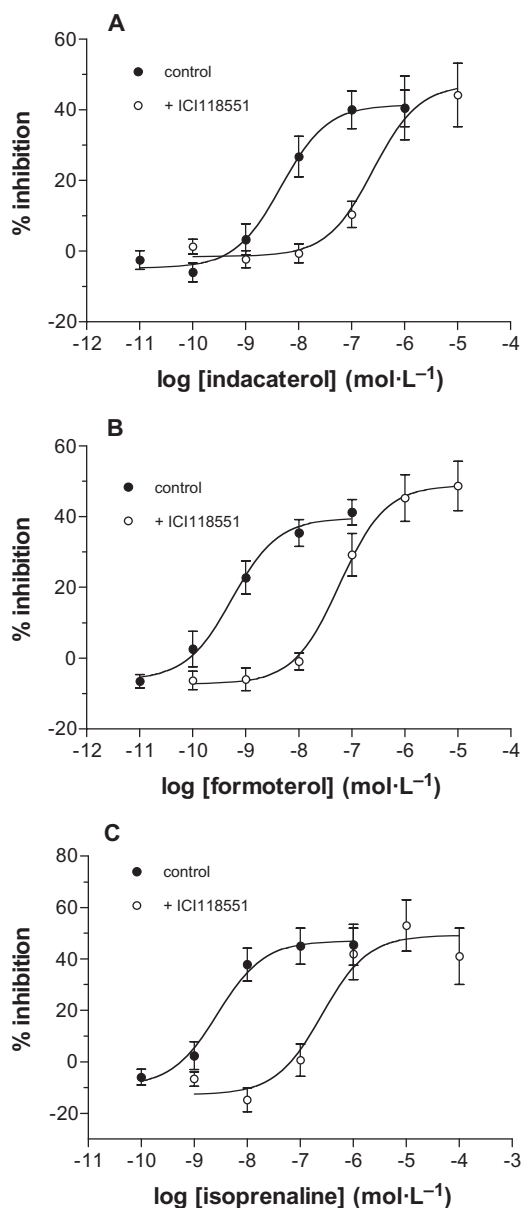 A
60
control
+ ICI118551
40
20
0
-20
% inhibition
-12 -11 -10 -9 -8 -7 -6 -5 -4
log [indacaterol] (mol·L⁻¹)
B
60
control
+ ICI118551
40
20
0
-20
% inhibition
-12 -11 -10 -9 -8 -7 -6 -5 -4
log [formoterol] (mol·L⁻¹)
C
80
control
60
+ ICI118551
40
20
0
-20
% inhibition
-11 -10 -9 -8 -7 -6 -5 -4 -3
log [isoprenaline] (mol·L⁻¹)